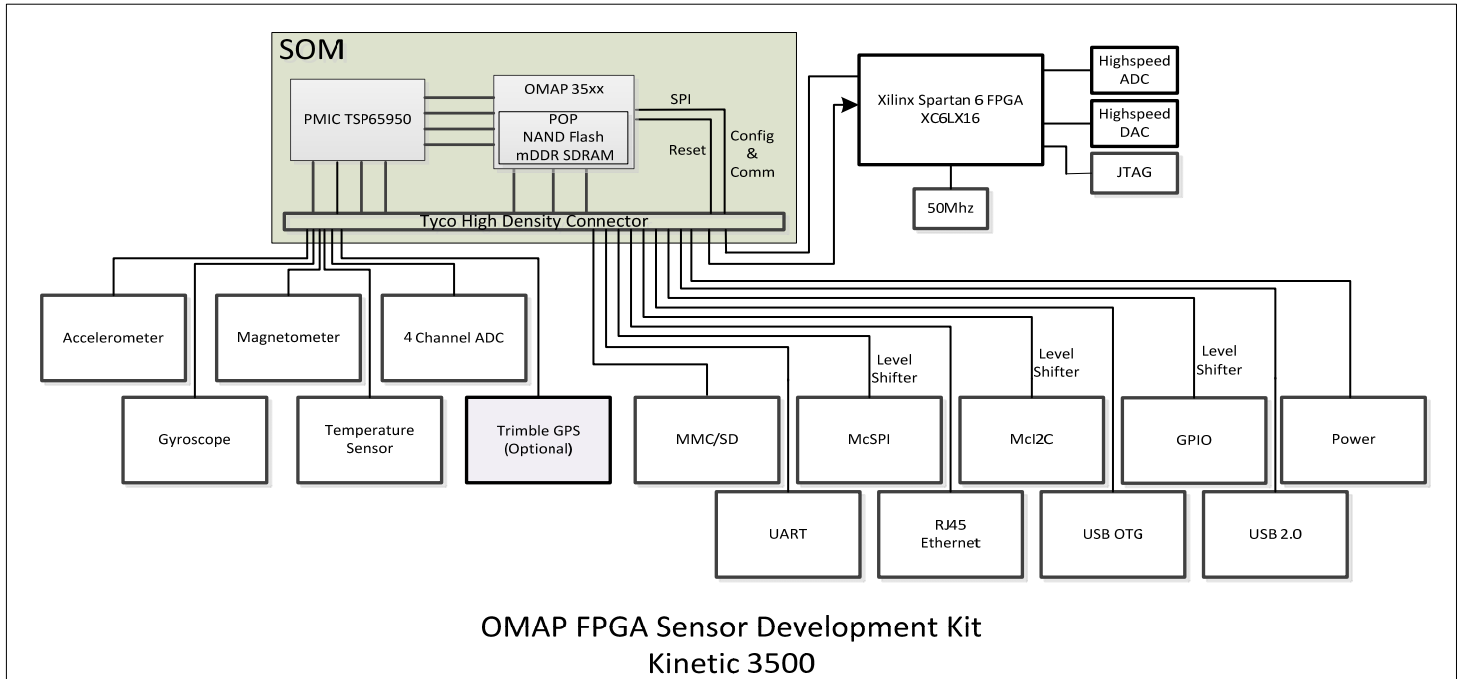 SOM
PMIC TSP65950
OMAP 35xx
POP
NAND Flash
mDDR SDRAM
SPI
Reset
Config
&
Comm
Tyco High Density Connector
Xilinx Spartan 6 FPGA
XC6LX16
Highspeed
ADC
Highspeed
DAC
JTAG
50Mhz
Accelerometer
Magnetometer
4 Channel ADC
Gyroscope
Temperature
Sensor
Trimble GPS
(Optional)
Level
Shifter
Level
Shifter
Level
Shifter
MMC/SD
McSPI
McI2C
GPIO
Power
UART
RJ45
Ethernet
USB OTG
USB 2.0
OMAP FPGA Sensor Development Kit
Kinetic 3500